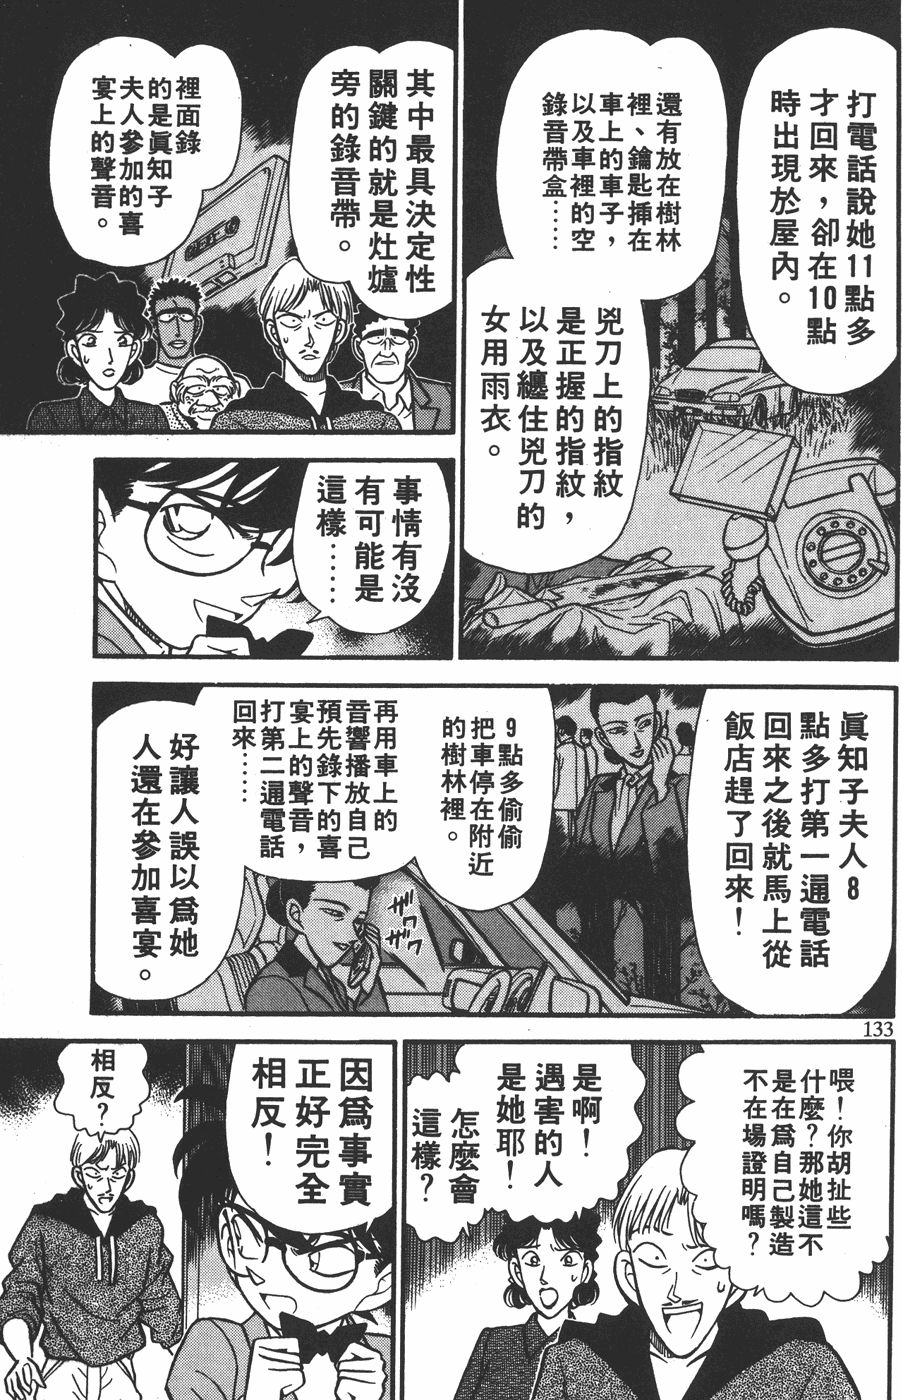 打電話說她11點多
才回來，卻在10點
時出現於屋內。
還有放在樹林
裡、鑰匙挿在
車上的車子，
以及車裡的空
錄音帶盒……
兇刀上的指紋
是正握的指紋，
以及纏住兇刀的
女用雨衣。
其中最具決定性
關鍵的就是灶爐
旁的錄音帶。
裡面錄
的是眞知子
夫人參加的喜
宴上的聲音。
事情有沒
有可能是
這樣……
眞知子夫人8
點多打第一通電話
回來之後就馬上從
飯店趕了回來！
9點多偷偷
把車停在附近
的樹林裡。
再用車上的
音響播放自己
預先錄下的喜
宴上的聲音，
打第二通電話
回來……
ザワ
ザワ
好讓人誤以爲她
人還在參加喜宴。
133
喂！你胡扯些
什麼？那她這不
是在爲自己製造
不在場證明嗎？
是啊！
遇害的人
是她耶！
怎麼會
這樣？
因爲事實
正好完全
相反！
相反？